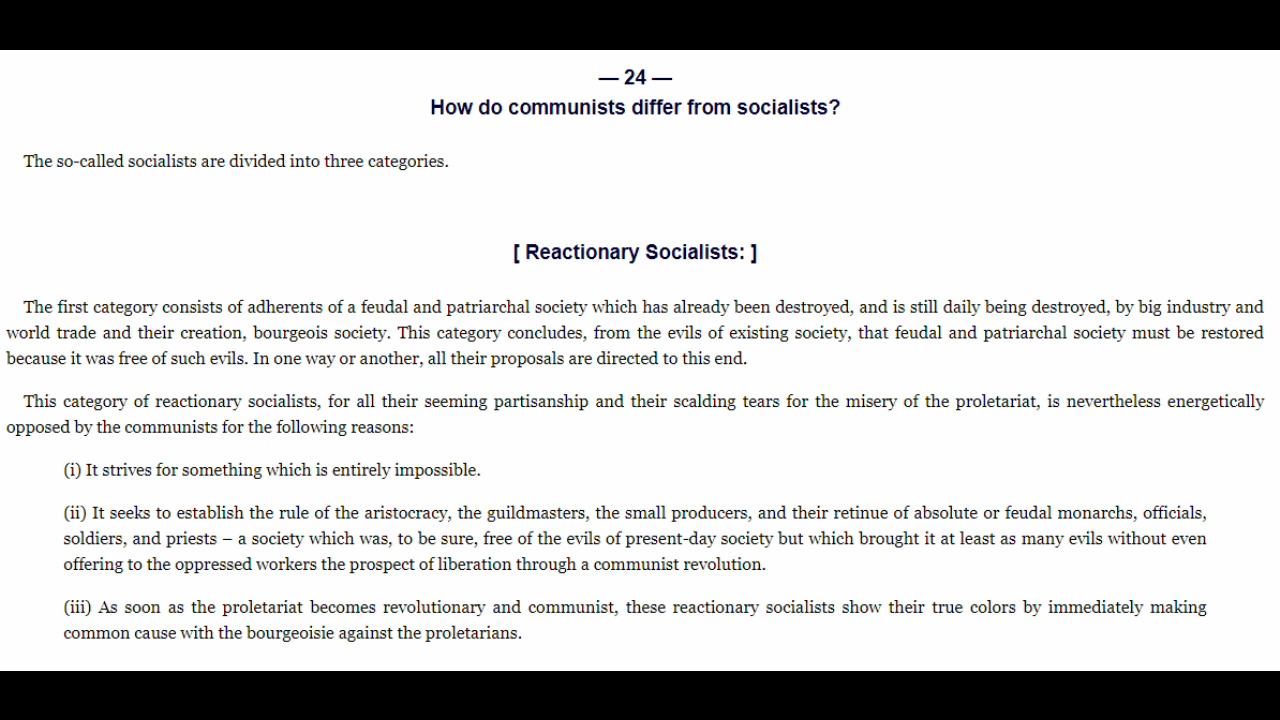 — 24 —
How do communists differ from socialists?
The so-called socialists are divided into three categories.
[ Reactionary Socialists: ]
The first category consists of adherents of a feudal and patriarchal society which has already been destroyed, and is still daily being destroyed, by big industry and
world trade and their creation, bourgeois society. This category concludes, from the evils of existing society, that feudal and patriarchal society must be restored
because it was free of such evils. In one way or another, all their proposals are directed to this end.
This category of reactionary socialists, for all their seeming partisanship and their scalding tears for the misery of the proletariat, is nevertheless energetically
opposed by the communists for the following reasons:
(i) It strives for something which is entirely impossible.
(ii) It seeks to establish the rule of the aristocracy, the guildmasters, the small producers, and their retinue of absolute or feudal monarchs, officials,
soldiers, and priests – a society which was, to be sure, free of the evils of present-day society but which brought it at least as many evils without even
offering to the oppressed workers the prospect of liberation through a communist revolution.
(iii) As soon as the proletariat becomes revolutionary and communist, these reactionary socialists show their true colors by immediately making
common cause with the bourgeoisie against the proletarians.